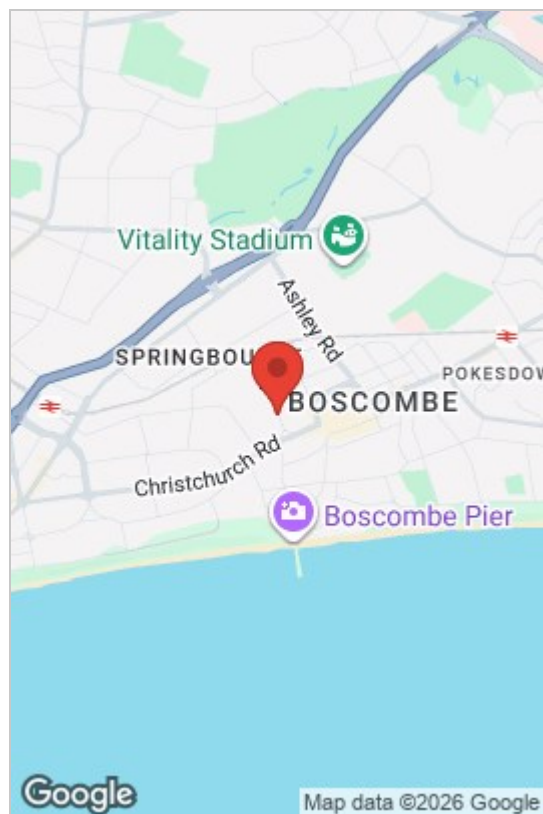 Vitality Stadium
Ashley Rd
SPRINGBOU
POKESDOW
BOSCOMBE
Christchurch Rd
Boscombe Pier
Google
Map data ©2026 Google